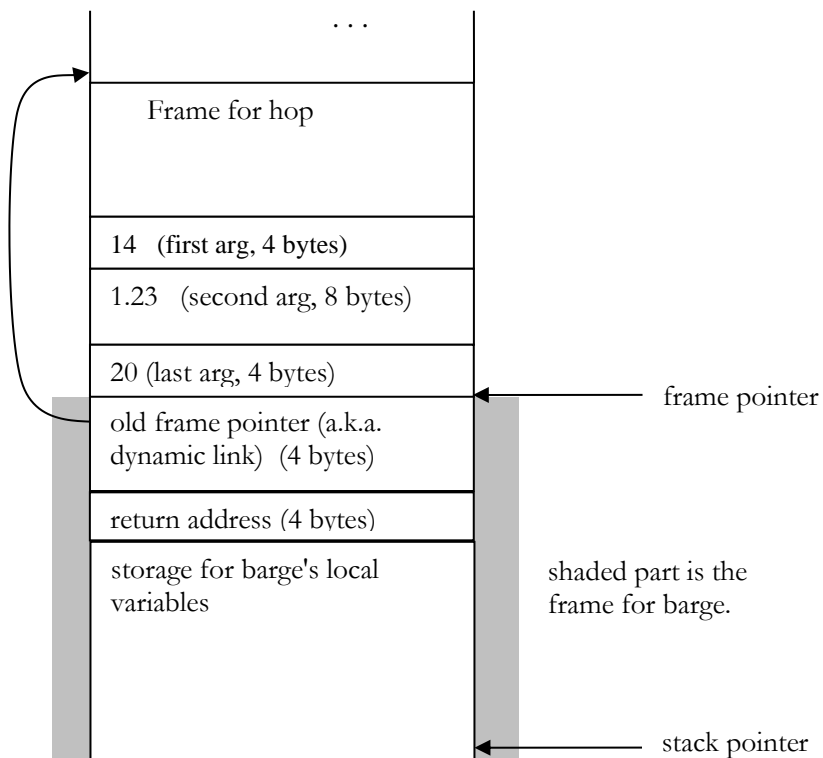 . . .
Frame for hop
14 (first arg, 4 bytes)
1.23 (second arg, 8 bytes)
20 (last arg, 4 bytes)
frame pointer
old frame pointer (a.k.a.
dynamic link) (4 bytes)
return address (4 bytes)
storage for barge's local
variables
shaded part is the
frame for barge.
stack pointer